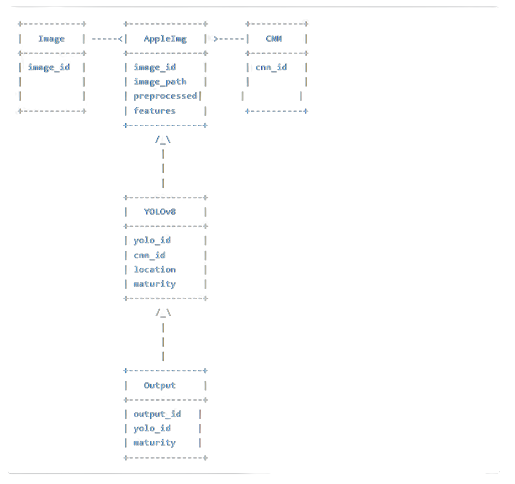 +-----------+       +---------------+       +-----------+
|   Image   | -----<|   AppleImg    | >-----|   CNN     |
+-----------+       +---------------+       +-----------+
| image_id  |       | image_id      |       | cnn_id    |
|           |       | image_path    |       |           |
|           |       | preprocessed|       |           |
+-----------+       | features      |       +-----------+
+---------------+
/_\
|
|
|
+---------------+
|   YOLOv8      |
+---------------+
| yolo_id       |
| cnn_id        |
| location      |
| maturity      |
+---------------+
/_\
|
|
|
+---------------+
|   Output      |
+---------------+
| output_id    |
| yolo_id      |
| maturity     |
+---------------+